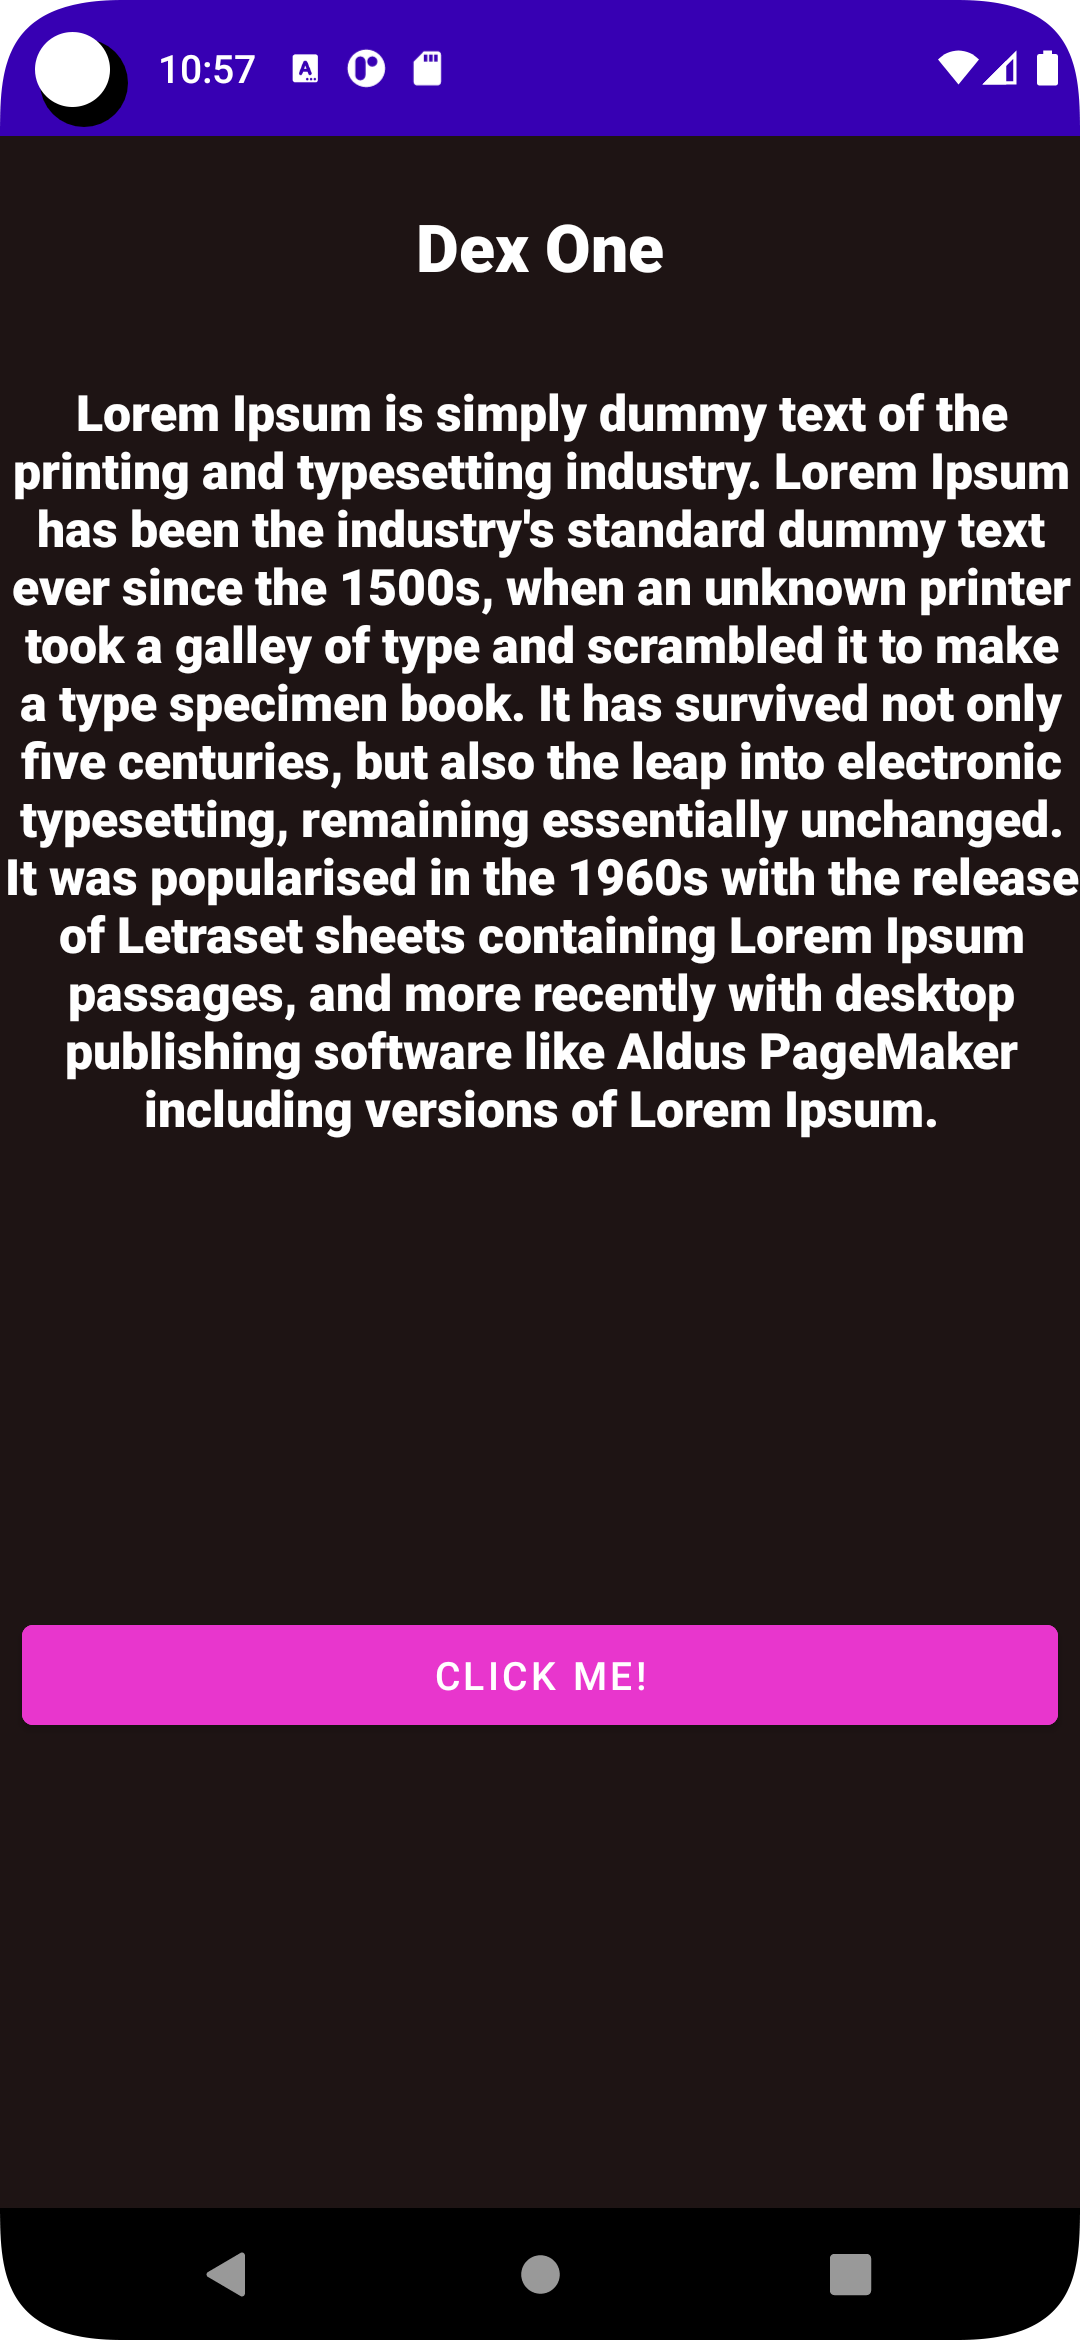 10:57
Dex One
Lorem Ipsum is simply dummy text of the
printing and typesetting industry. Lorem Ipsum
has been the industry's standard dummy text
ever since the 1500s, when an unknown printer
took a galley of type and scrambled it to make
a type specimen book. It has survived not only
five centuries, but also the leap into electronic
typesetting, remaining essentially unchanged.
It was popularised in the 1960s with the release
of Letraset sheets containing Lorem Ipsum
passages, and more recently with desktop
publishing software like Aldus PageMaker
including versions of Lorem Ipsum.
CLICK ME!